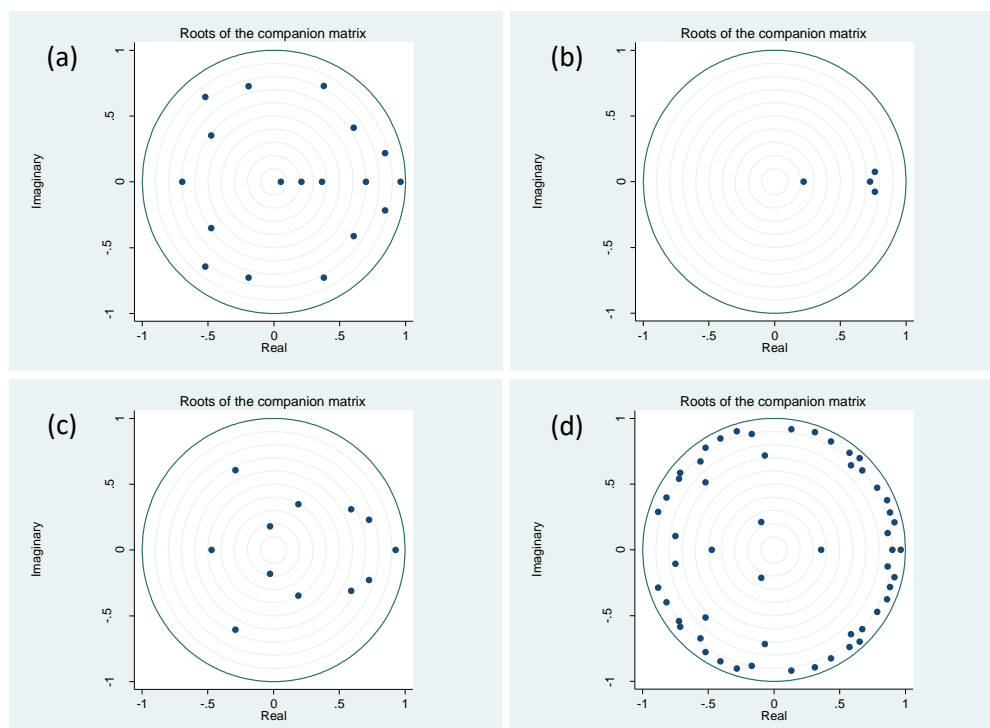 (a)
Roots of the companion matrix
Imaginary
1
.5
0
-.5
-1
-1 -.5 0 .5 1
Real
(b)
Roots of the companion matrix
Imaginary
1
.5
0
-.5
-1
-1 -.5 0 .5 1
Real
(c)
Roots of the companion matrix
Imaginary
1
.5
0
-.5
-1
-1 -.5 0 .5 1
Real
(d)
Roots of the companion matrix
Imaginary
1
.5
0
-.5
-1
-1 -.5 0 .5 1
Real